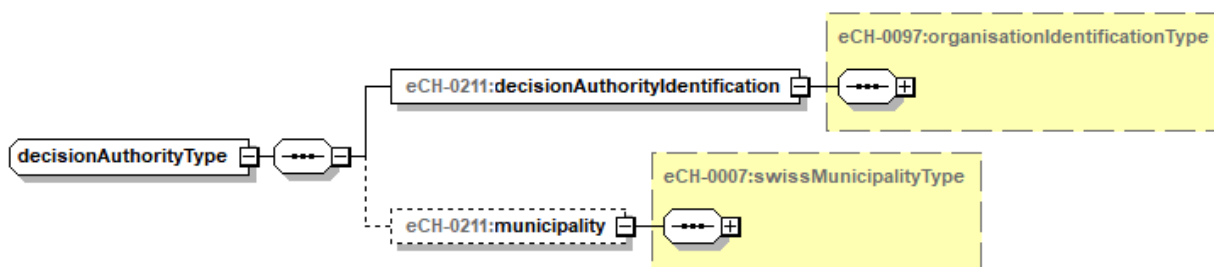 eCH-0097:organisationIdentificationType
eCH-0211:decisionAuthorityIdentification
decisionAuthorityType
eCH-0007:swissMunicipalityType
eCH-0211:municipality